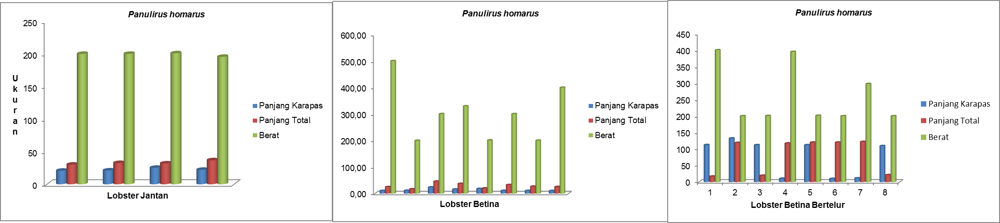 Panulirus homarus
250
200
150
100
50
0
Ukuran
Panjang Karapas
Panjang Total
Berat
Lobster Jantan
Panulirus homarus
600,00
500,00
400,00
300,00
200,00
100,00
0,00
Panjang Karapas
Panjang Total
Berat
Lobster Betina
Panulirus homarus
450
400
350
300
250
200
150
100
50
0
1 2 3 4 5 6 7 8
Panjang Karapas
Panjang Total
Berat
Lobster Betina Bertelur